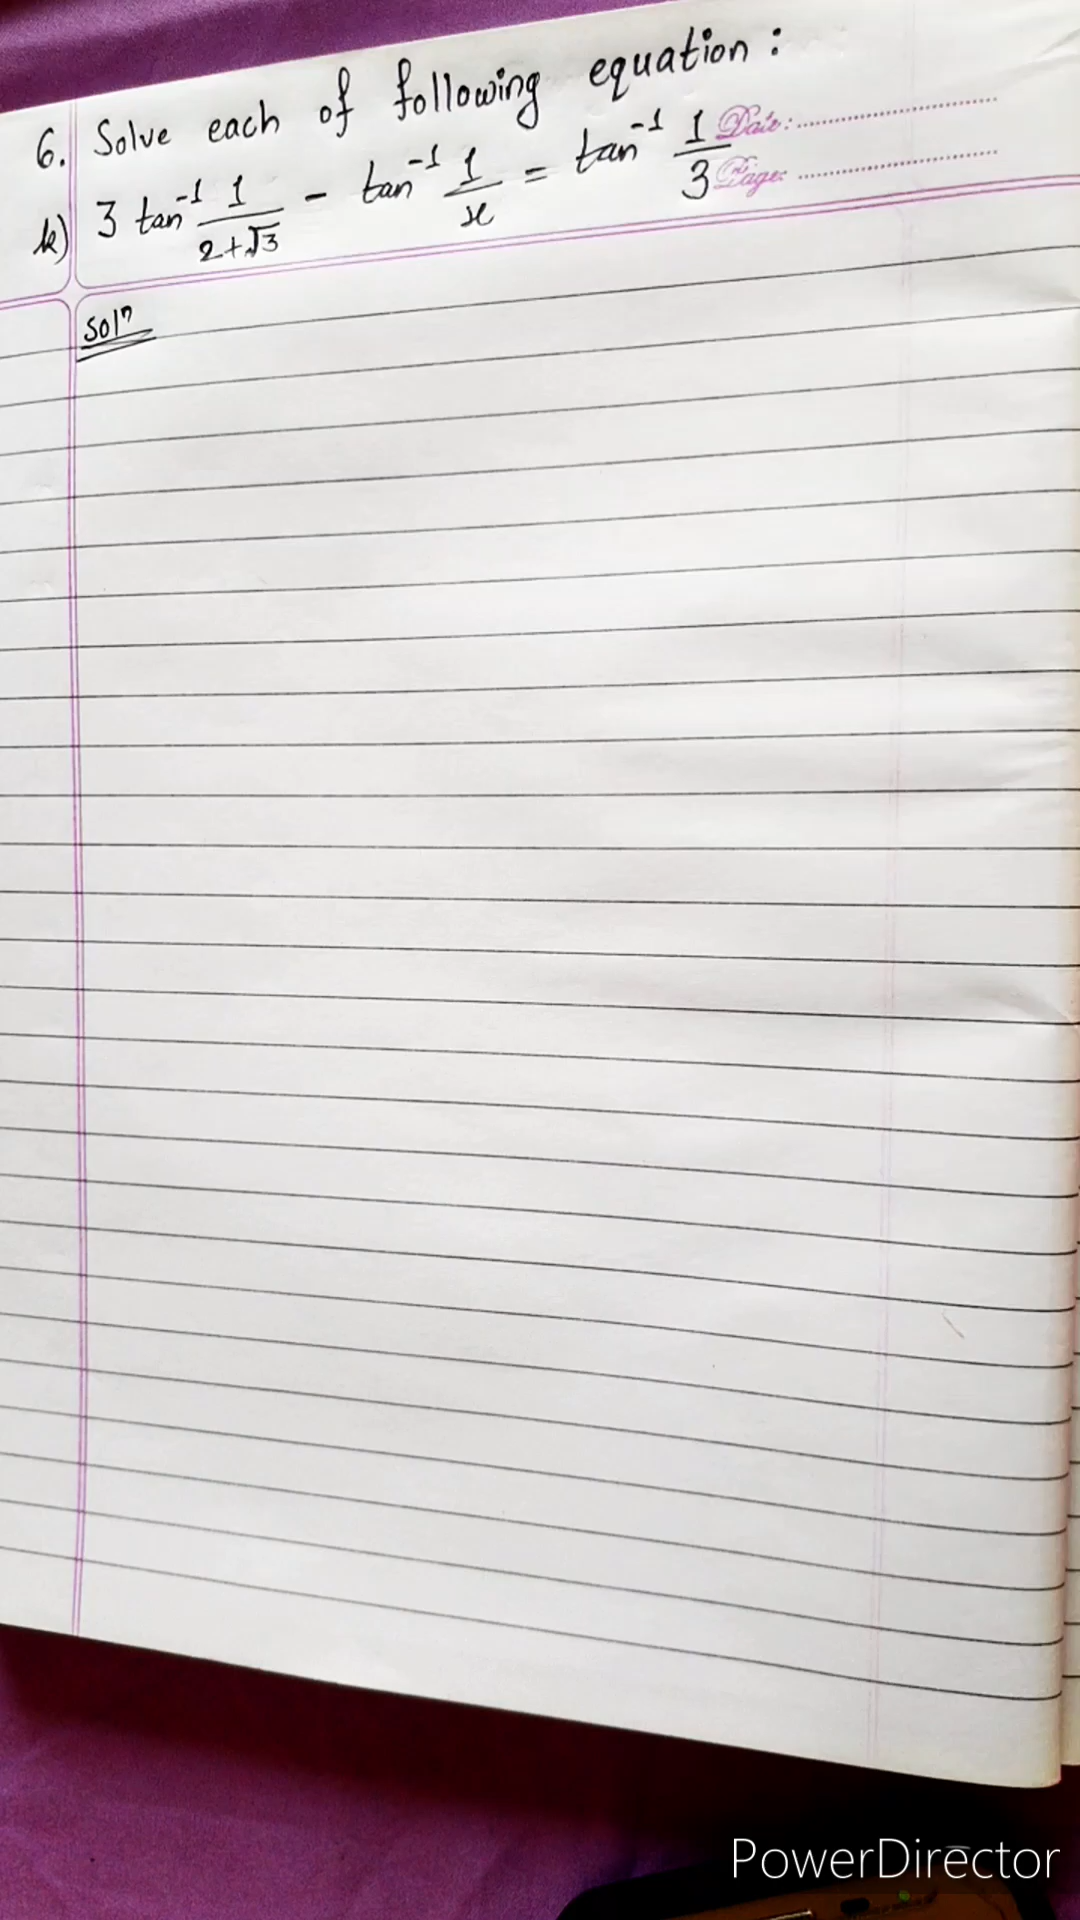 6. Solve each of following equation :
k) 3 tan⁻¹ 1/(2+√3) - tan⁻¹ 1/x = tan⁻¹ 1/3
Date: ....................
Page: ....................
Solⁿ
PowerDirector